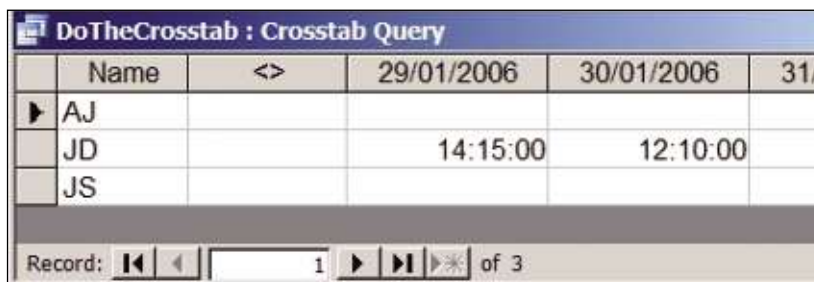 DoTheCrosstab : Crosstab Query
Name <> 29/01/2006 30/01/2006 31/
AJ
JD 14:15:00 12:10:00
JS
Record: 1 of 3